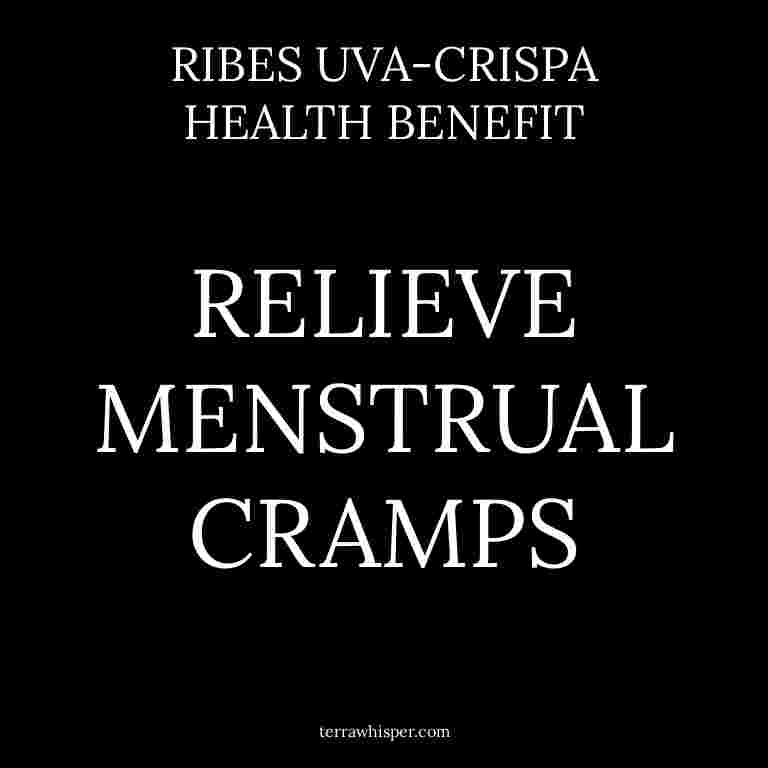 RIBES UVA-CRISPA
HEALTH BENEFIT
RELIEVE
MENSTRUAL
CRAMPS
terrawhisper.com